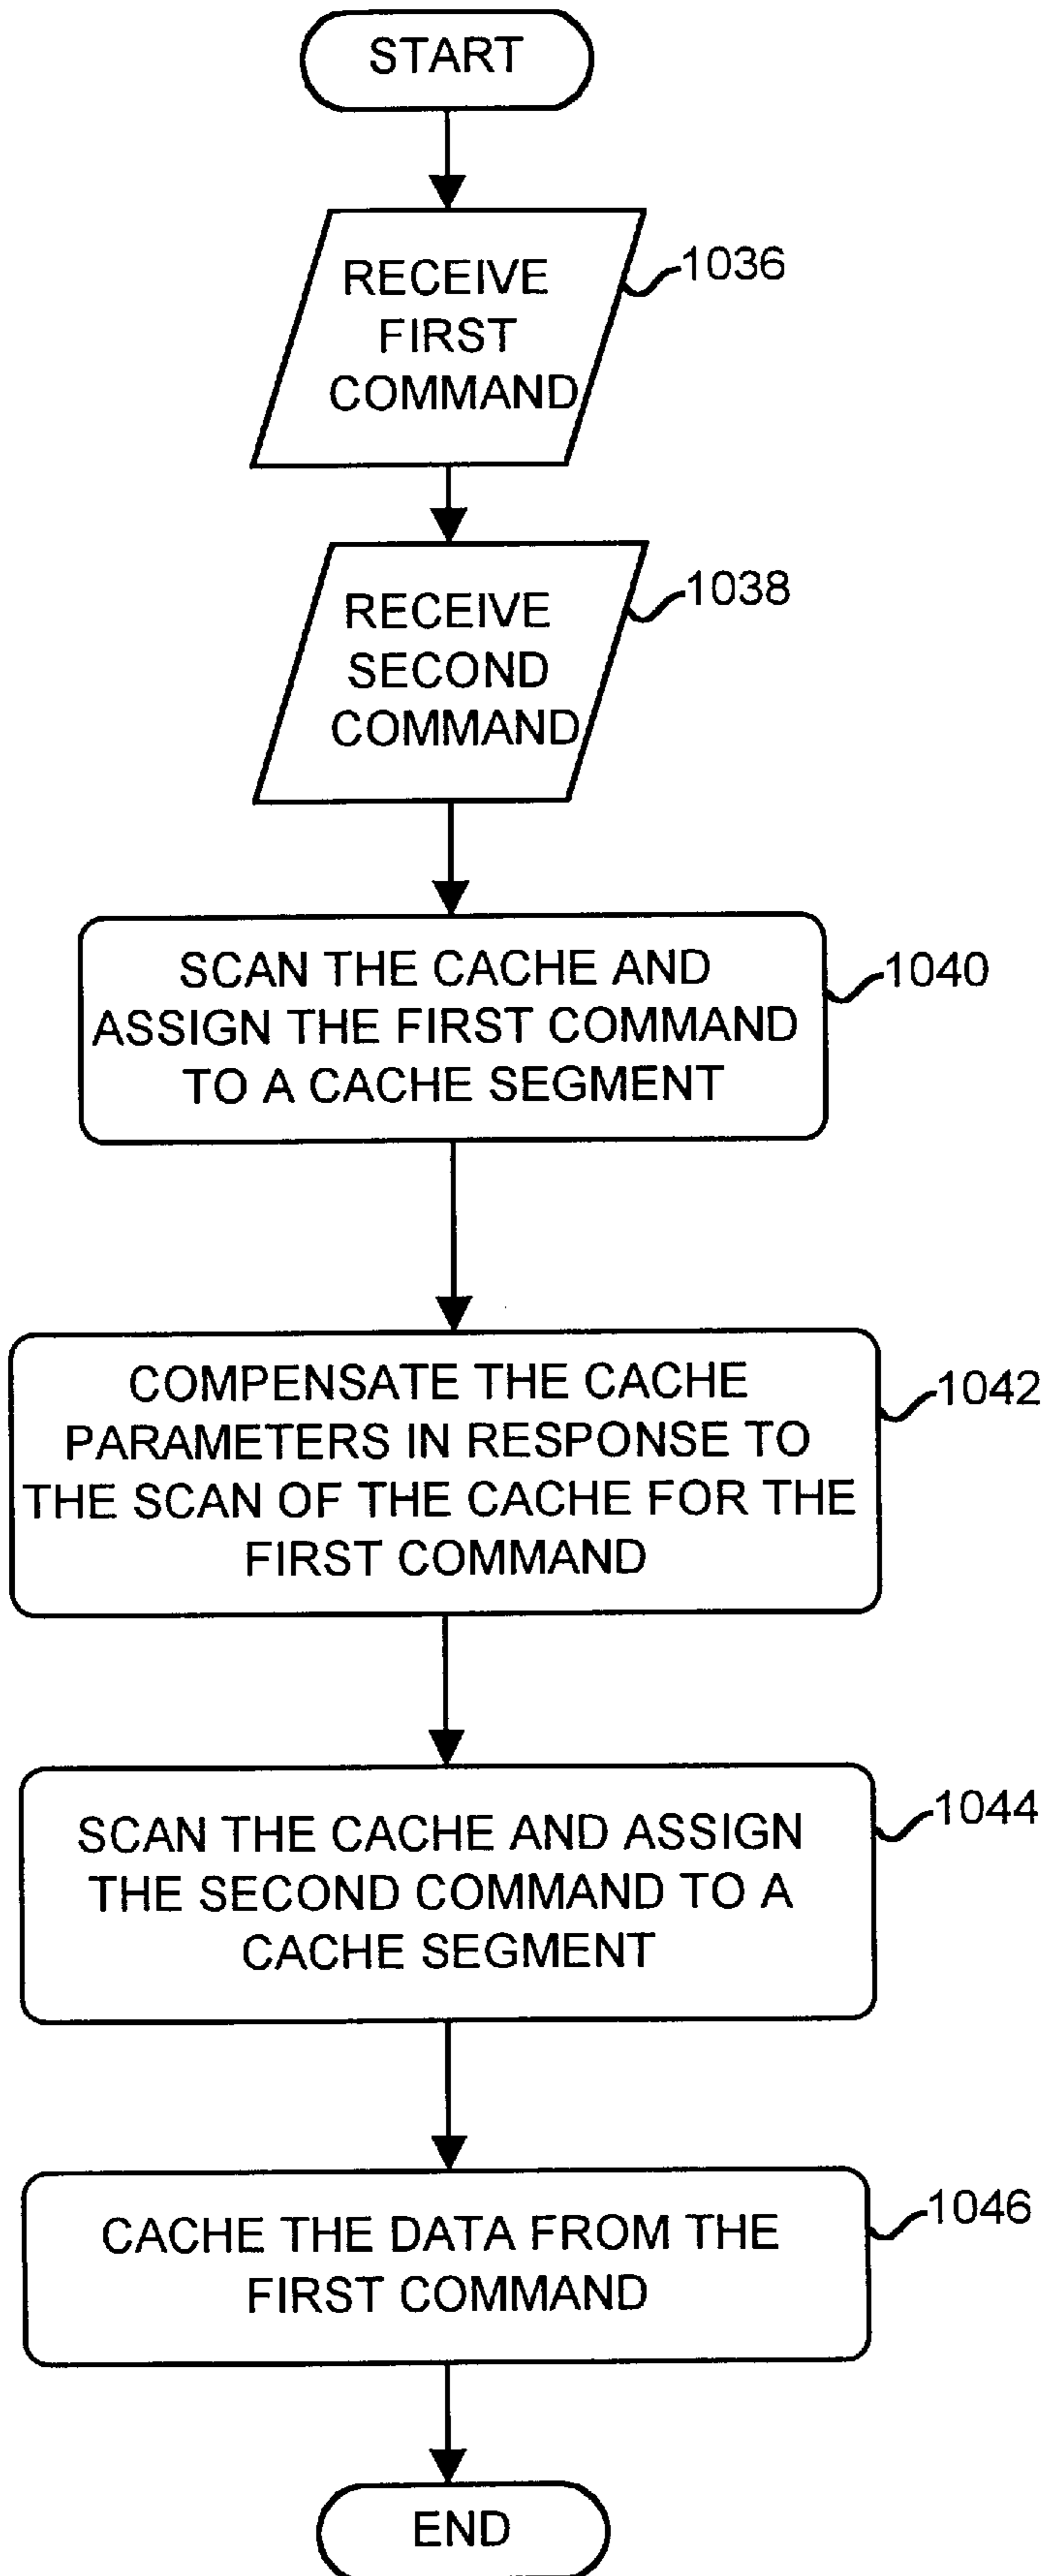 START
RECEIVE
FIRST
COMMAND
1036
RECEIVE
SECOND
COMMAND
1038
SCAN THE CACHE AND
ASSIGN THE FIRST COMMAND
TO A CACHE SEGMENT
1040
COMPENSATE THE CACHE
PARAMETERS IN RESPONSE TO
THE SCAN OF THE CACHE FOR THE
FIRST COMMAND
1042
SCAN THE CACHE AND ASSIGN
THE SECOND COMMAND TO A
CACHE SEGMENT
1044
CACHE THE DATA FROM THE
FIRST COMMAND
1046
END